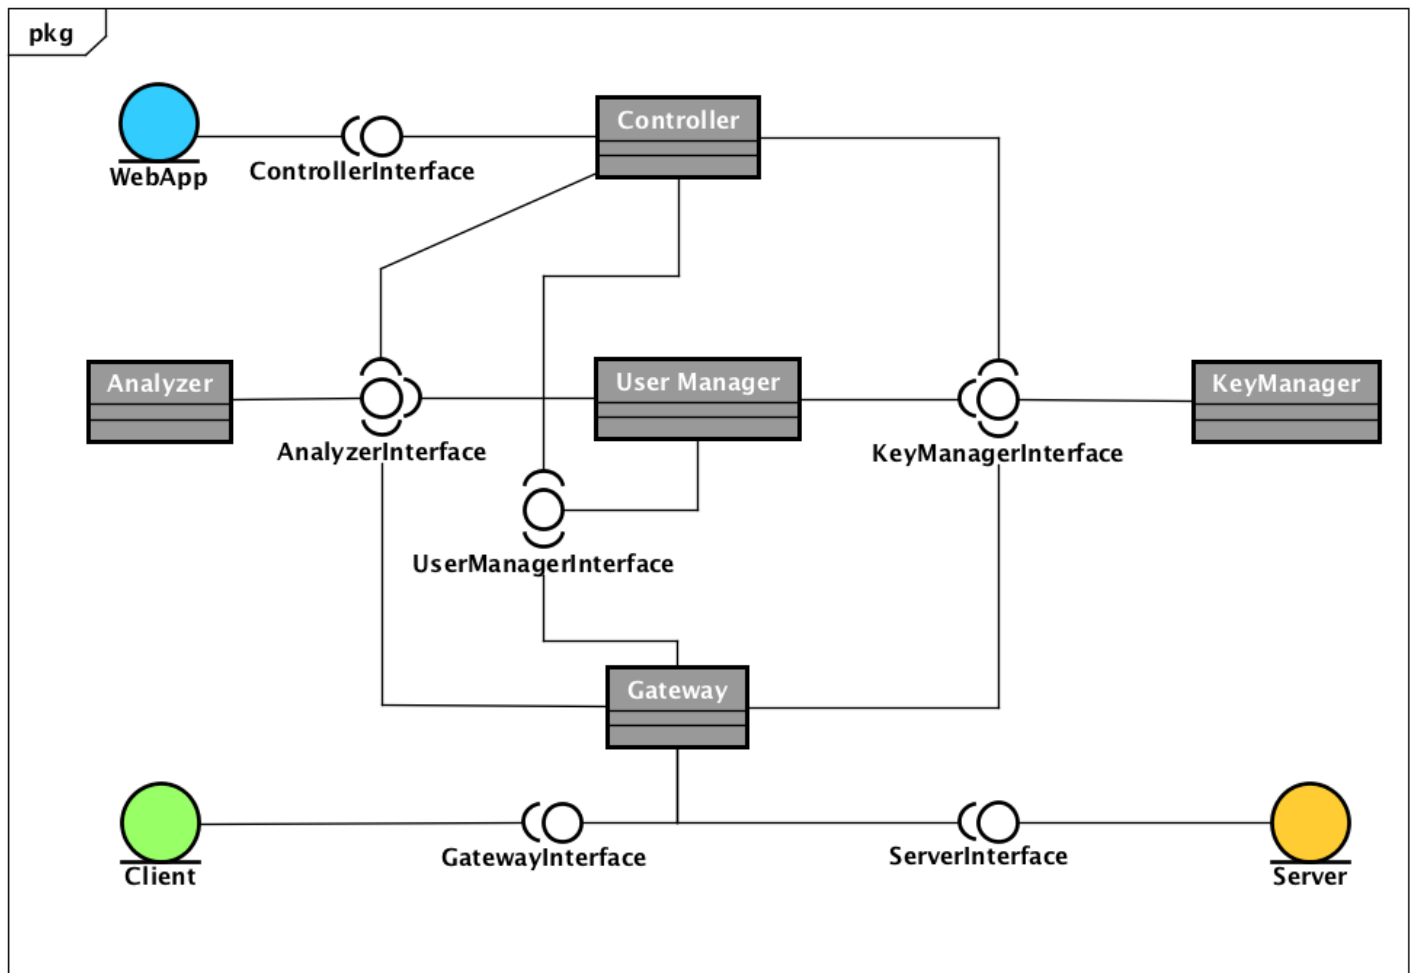 pkg
Controller
WebApp
ControllerInterface
Analyzer
User Manager
KeyManager
AnalyzerInterface
KeyManagerInterface
UserManagerInterface
Gateway
GatewayInterface
ServerInterface
Client
Server